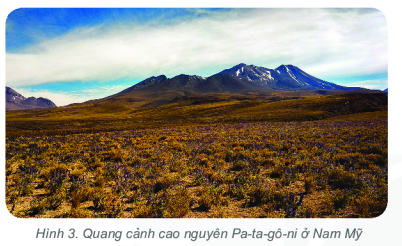 Hình 3. Quang cảnh cao nguyên Pa-ta-gô-ni ở Nam Mỹ